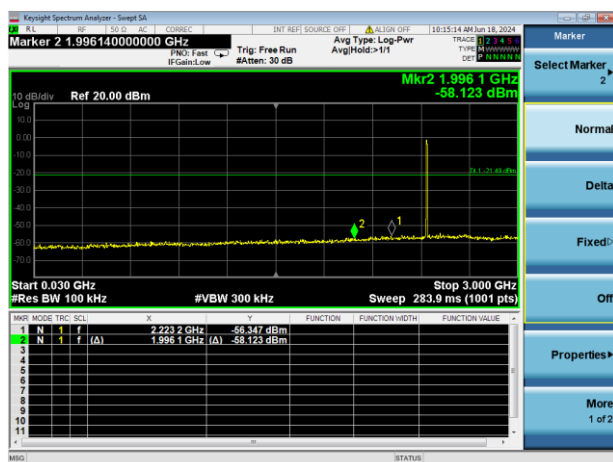 Keysight Spectrum Analyzer - Swept SA
RL RF 50 Ω AC CORREC INT REF SOURCE OFF ALIGN OFF 10:15:14 AM Jun 18, 2024
Marker 2 1.996140000000 GHz
PNO: Fast
IFGain:Low
Trig: Free Run
#Atten: 30 dB
Avg Type: Log-Pwr
Avg|Hold:>1/1
TRACE 1 2 3 4 5 6
TYPE M WWWWW
DET P N N N N N
Mkr2 1.996 1 GHz
-58.123 dBm
10 dB/div Ref 20.00 dBm
Log
10.0
0.00
-10.0
-20.0
-30.0
-40.0
-50.0
-60.0
-70.0
2
1
Start 0.030 GHz Stop 3.000 GHz
#Res BW 100 kHz #VBW 300 kHz Sweep 283.9 ms (1001 pts)
MKR MODE TRC SCL X Y FUNCTION FUNCTION WIDTH FUNCTION VALUE
1 N 1 f 2.223 2 GHz -56.347 dBm
2 N 1 f (Δ) 1.996 1 GHz (Δ) -58.123 dBm
3
4
5
6
7
8
9
10
11
MSG STATUS
Marker
Select Marker
2
Normal
Delta
Fixed
Off
Properties
More
1 of 2